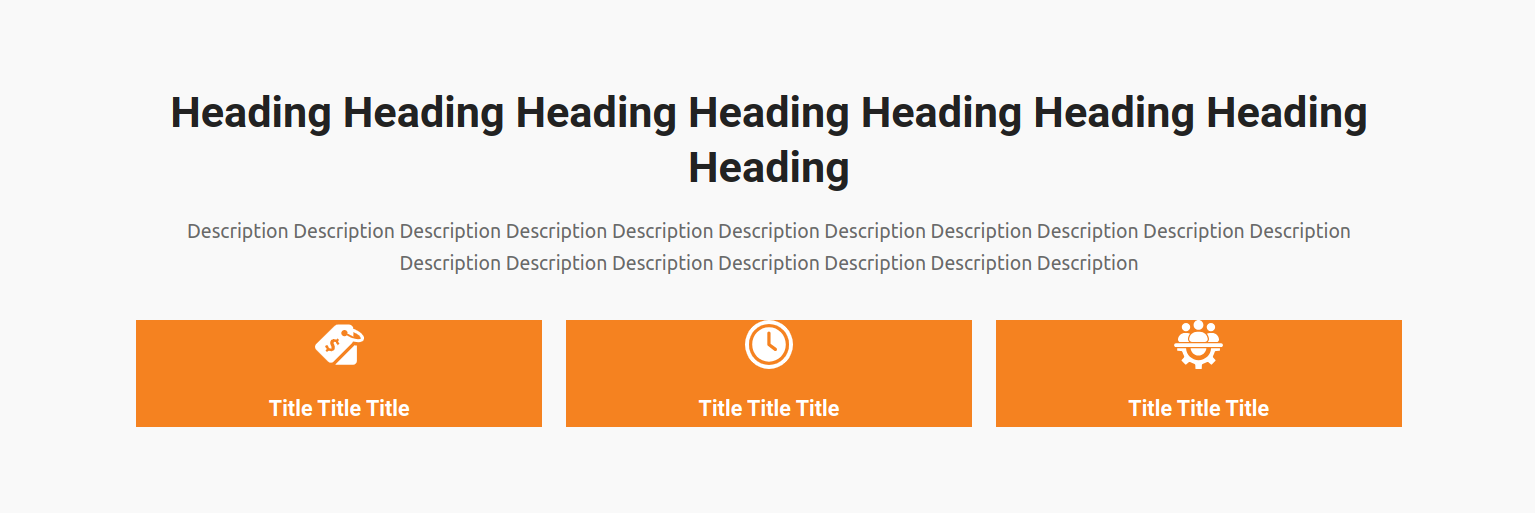 Heading Heading Heading Heading Heading Heading Heading
Heading
Description Description Description Description Description Description Description Description Description Description Description
Description Description Description Description Description Description Description
$
Title Title Title
Title Title Title
Title Title Title